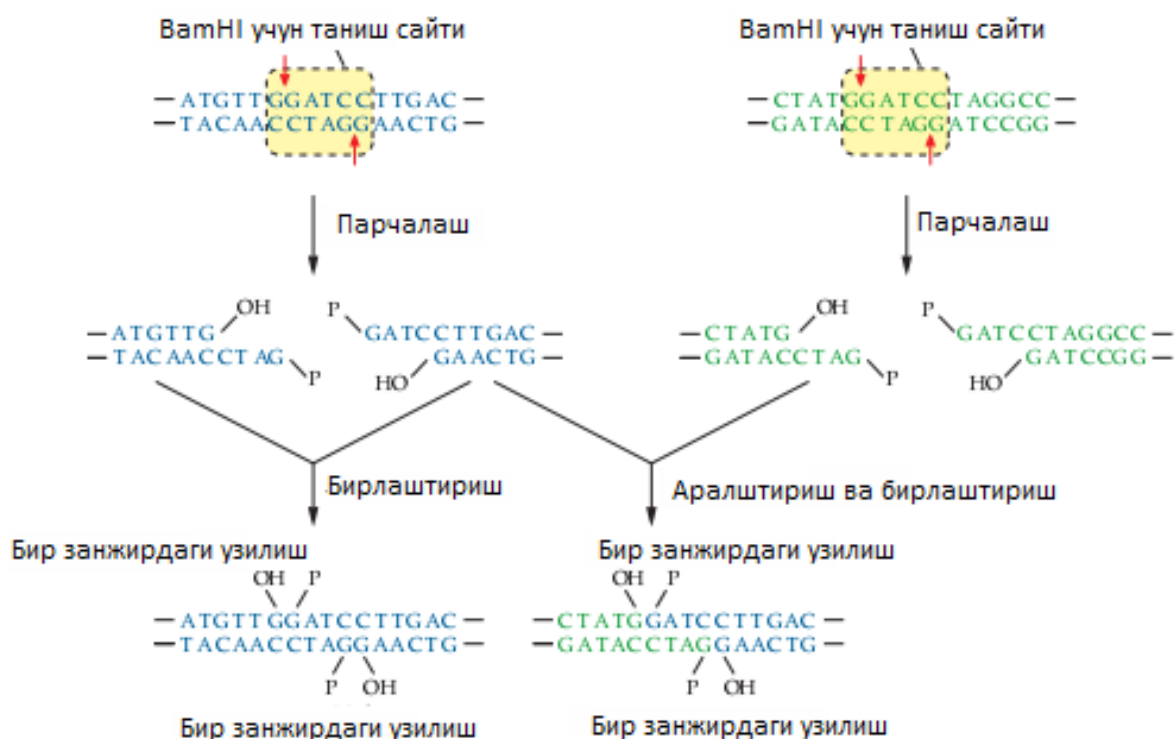 BamHI учун таниш сайти
BamHI учун таниш сайти
— ATGTTGGATCCTTGAC —
— TACAACCTAGGAACTG —
— CTATGGATCCTAGGCC —
— GATACCTAGGATCCGG —
Парчалаш
Парчалаш
OH
P
OH
P
— ATGTTG
GATCCTTGAC —
— CTATG
GATCCTAGGCC —
— TACAACCTAG
GAACTG —
— GATACCTAG
GATCCGG —
P
HO
P
HO
Бирлаштириш
Аралштириш ва бирлаштириш
Бир занжирдаги узилиш
Бир занжирдаги узилиш
OH P
OH P
— ATGTTGGATCCTTGAC —
— TACAACCTAGGAACTG —
— CTATGGATCCTTGAC —
— GATACCTAGGAACTG —
P OH
P OH
Бир занжирдаги узилиш
Бир занжирдаги узилиш